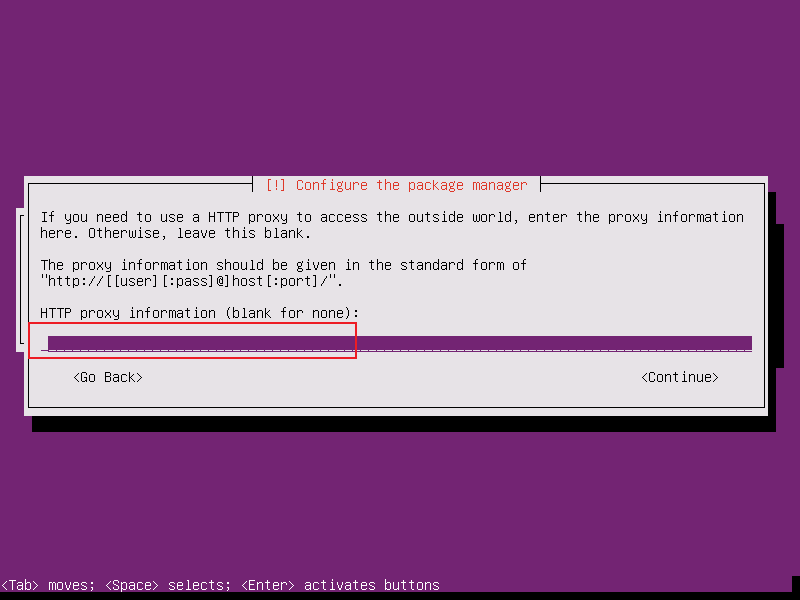 [!] Configure the package manager
If you need to use a HTTP proxy to access the outside world, enter the proxy information
here. Otherwise, leave this blank.
The proxy information should be given in the standard form of
"http://[[user][:pass]@]host[:port]/".
HTTP proxy information (blank for none):
<Go Back> <Continue>
<Tab> moves; <Space> selects; <Enter> activates buttons